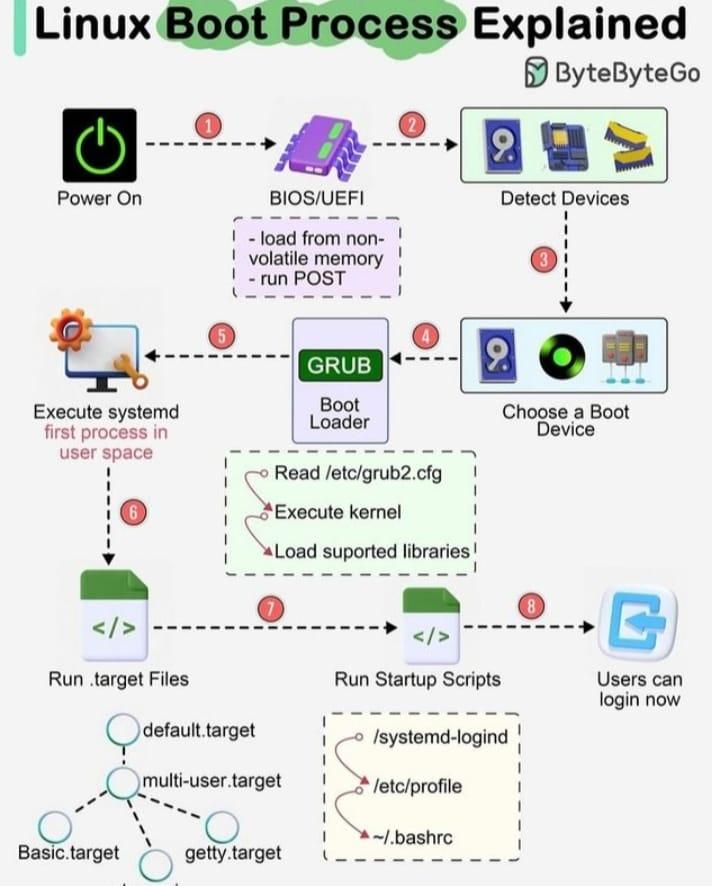 Linux Boot Process Explained
ByteByteGo
1
2
Power On
BIOS/UEFI
Detect Devices
- load from non-
volatile memory
- run POST
3
5
4
GRUB
Boot
Loader
Execute systemd
first process in
user space
Choose a Boot
Device
6
Read /etc/grub2.cfg
Execute kernel
Load suported libraries
7
8
</>
</>
Run .target Files
Run Startup Scripts
Users can
login now
default.target
multi-user.target
Basic.target
getty.target
/systemd-logind
/etc/profile
~/.bashrc